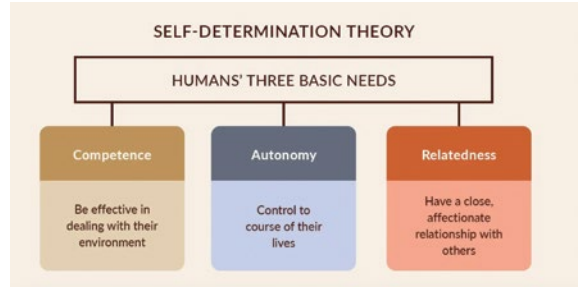 SELF-DETERMINATION THEORY
HUMANS' THREE BASIC NEEDS
Competence
Be effective in
dealing with their
environment
Autonomy
Control to
course of their
lives
Relatedness
Have a close,
affectionate
relationship with
others